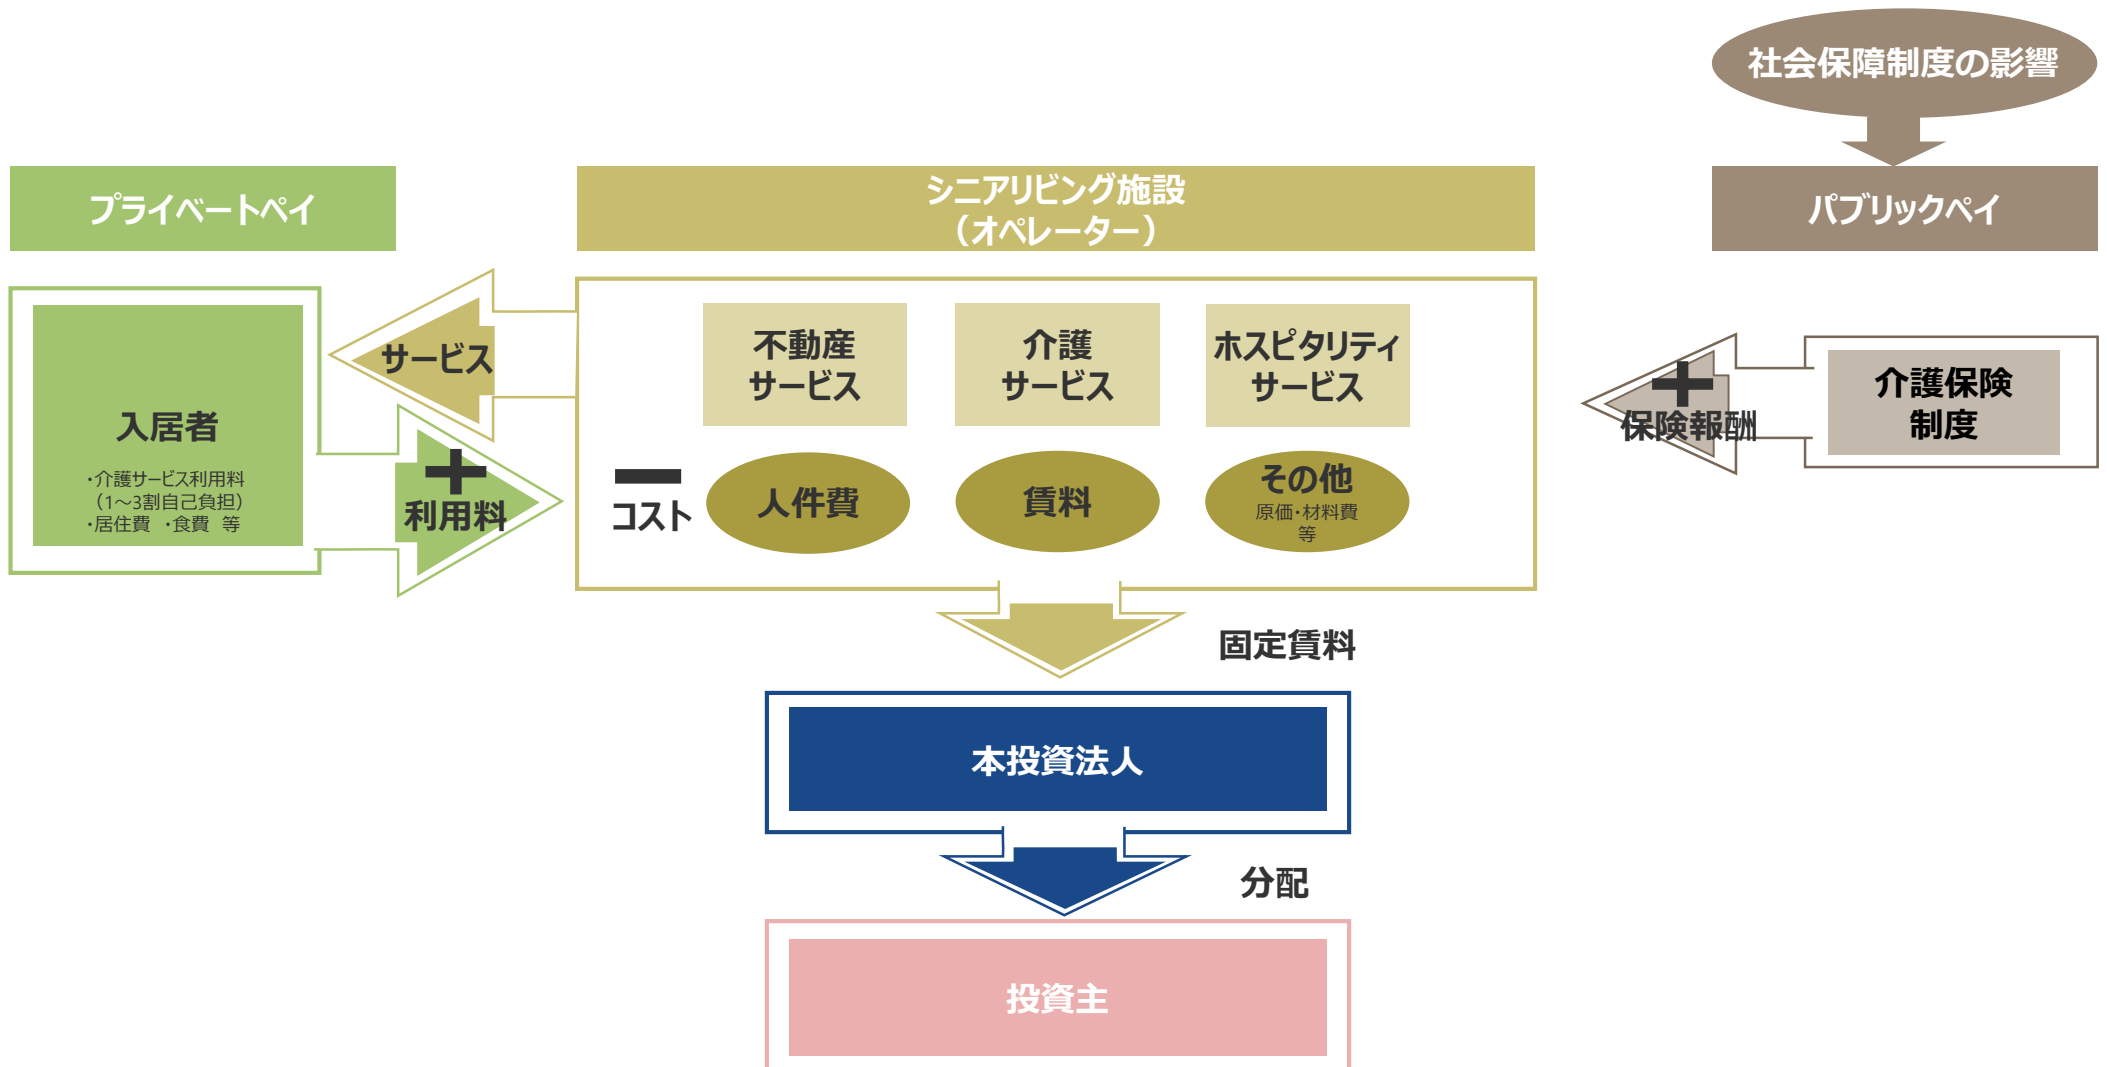 社会保障制度の影響
プライベートペイ
シニアリビング施設
（オペレーター）
パブリックペイ
入居者
・介護サービス利用料
（1～3割自己負担）
・居住費　・食費　等
サービス
＋
利用料
不動産
サービス
介護
サービス
ホスピタリティ
サービス
ー
コスト
人件費
賃料
その他
原価・材料費
等
＋
保険報酬
介護保険
制度
固定賃料
本投資法人
分配
投資主